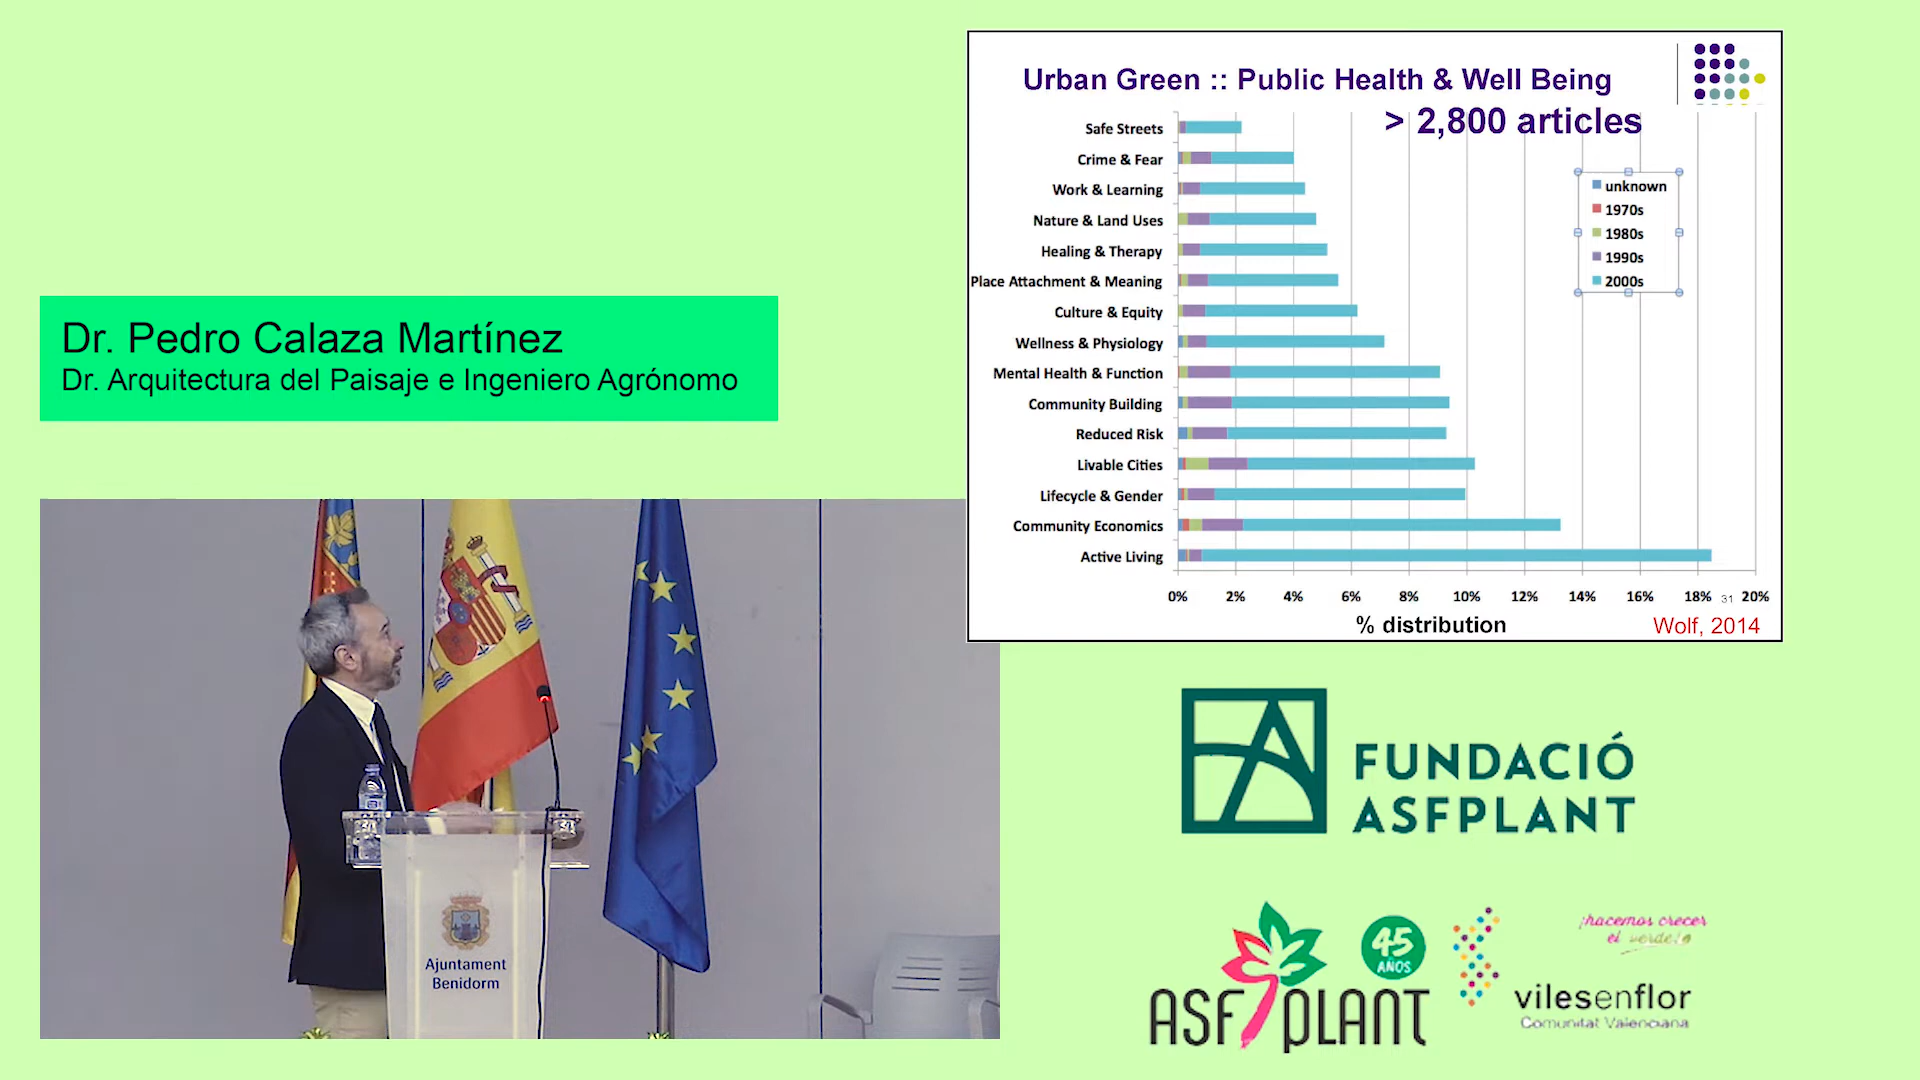 Dr. Pedro Calaza Martínez
Dr. Arquitectura del Paisaje e Ingeniero Agrónomo
Urban Green :: Public Health & Well Being
> 2,800 articles
Safe Streets
Crime & Fear
Work & Learning
Nature & Land Uses
Healing & Therapy
Place Attachment & Meaning
Culture & Equity
Wellness & Physiology
Mental Health & Function
Community Building
Reduced Risk
Livable Cities
Lifecycle & Gender
Community Economics
Active Living
unknown
1970s
1980s
1990s
2000s
0% 2% 4% 6% 8% 10% 12% 14% 16% 18% 31 20%
% distribution
Wolf, 2014
Ajuntament
Benidorm
FUNDACIÓ
ASFPLANT
ASFPLANT
45
AÑOS
¡hacemos crecer
el verde!
vilesenflor
Comunitat Valenciana